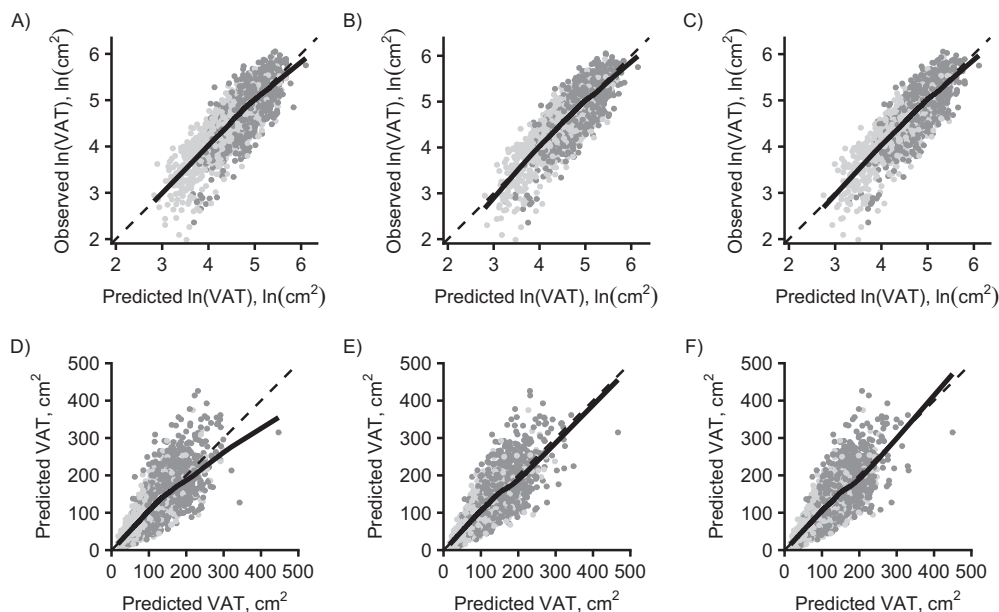 A)
Observed ln(VAT), ln(cm²)
6
5
4
3
2
2 3 4 5 6
Predicted ln(VAT), ln(cm²)
B)
Observed ln(VAT), ln(cm²)
6
5
4
3
2
2 3 4 5 6
Predicted ln(VAT), ln(cm²)
C)
Observed ln(VAT), ln(cm²)
6
5
4
3
2
2 3 4 5 6
Predicted ln(VAT), ln(cm²)
D)
Predicted VAT, cm²
500
400
300
200
100
0
0 100 200 300 400 500
Predicted VAT, cm²
E)
Predicted VAT, cm²
500
400
300
200
100
0
0 100 200 300 400 500
Predicted VAT, cm²
F)
Predicted VAT, cm²
500
400
300
200
100
0
0 100 200 300 400 500
Predicted VAT, cm²